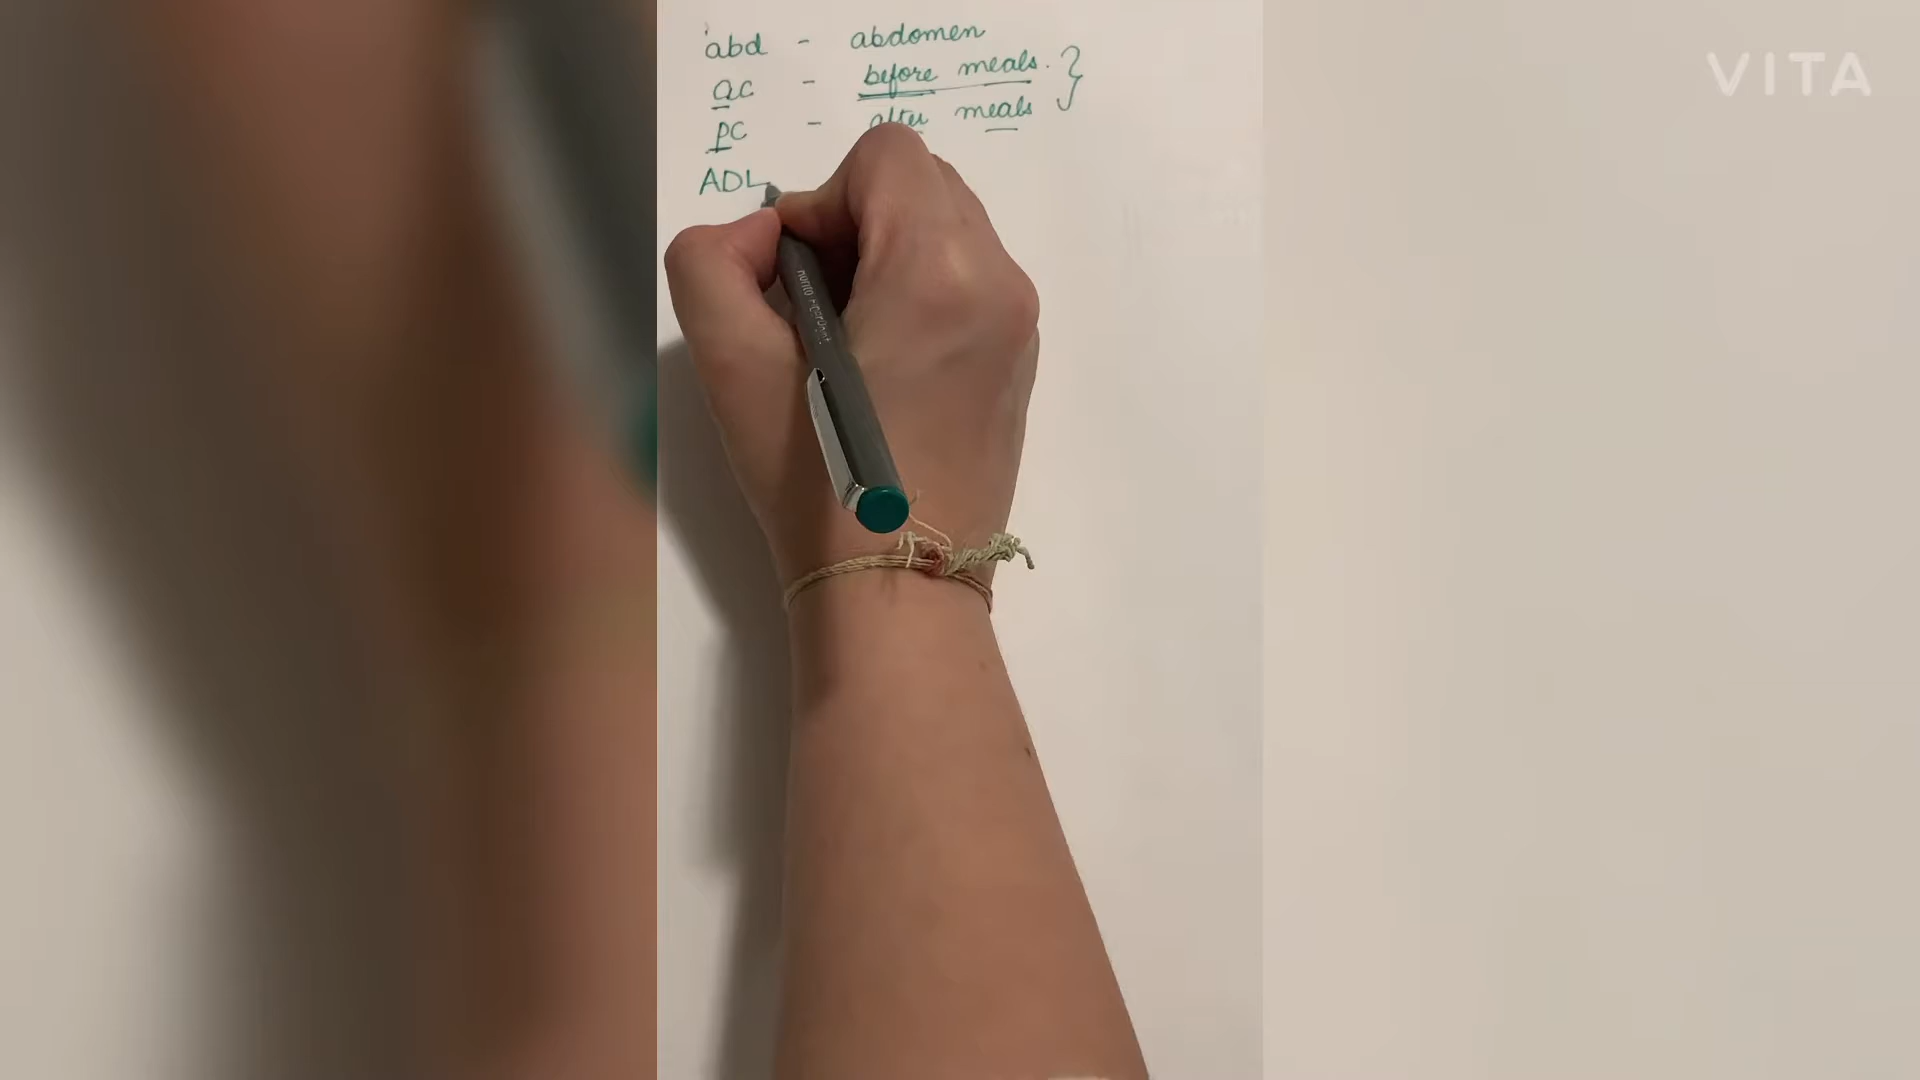 abd - abdomen
ac - before meals. }
pc - after meals
ADL
VITA